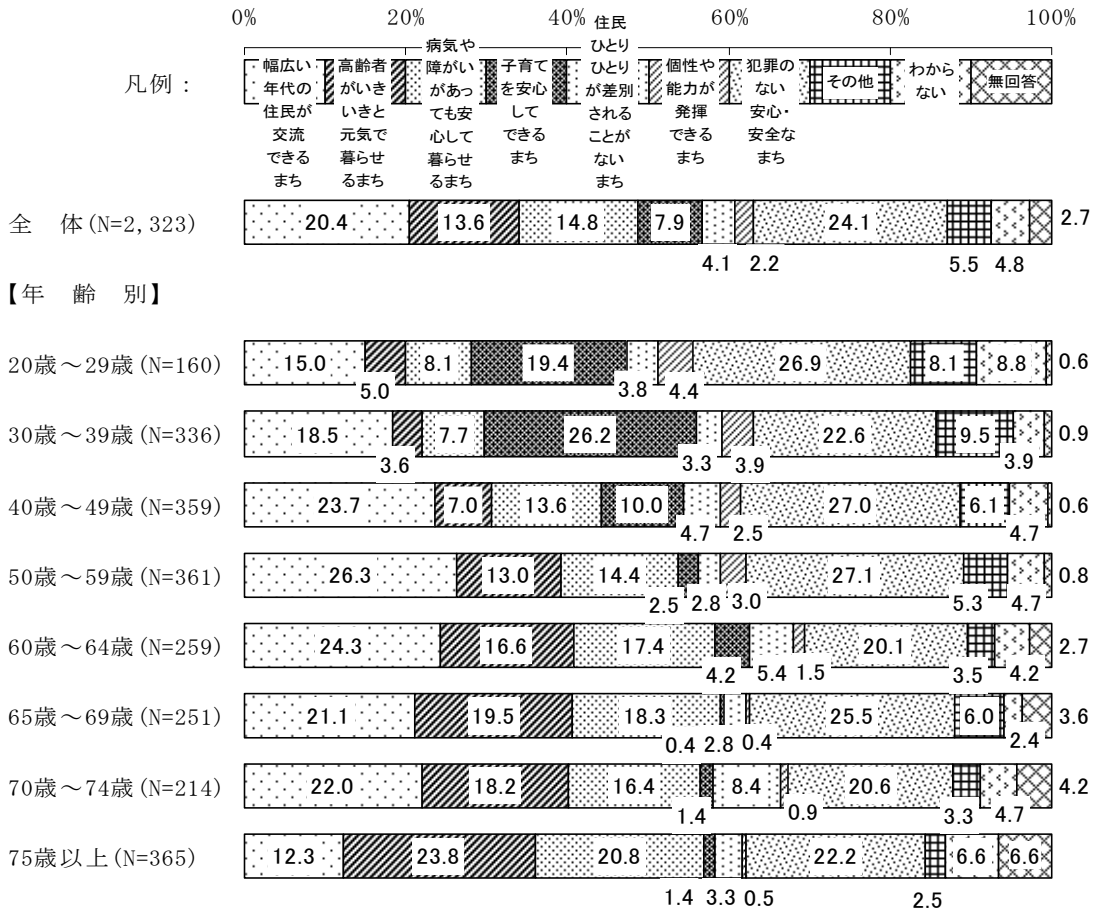 0%
20%
40%
60%
80%
100%
凡例：
幅広い
年代の
住民が
交流
できる
まち
高齢者
がいき
いきと
元気で
暮らせ
るまち
病気や
障がい
があっ
ても安
心して
暮らせ
るまち
子育て
を安心
して
できる
まち
住民
ひとり
ひとり
が差別
される
ことが
ない
まち
個性や
能力が
発揮
できる
まち
犯罪の
ない
安心・
安全な
まち
その他
わから
ない
無回答
全　体(N=2,323)
20.4 13.6 14.8 7.9 24.1 2.7
4.1 2.2 5.5 4.8
【年　齢　別】
20歳～29歳(N=160)
15.0 8.1 19.4 26.9 8.1 8.8 0.6
5.0 3.8 4.4
30歳～39歳(N=336)
18.5 7.7 26.2 22.6 9.5 0.9
3.6 3.3 3.9 3.9
40歳～49歳(N=359)
23.7 7.0 13.6 10.0 27.0 6.1 0.6
4.7 2.5 4.7
50歳～59歳(N=361)
26.3 13.0 14.4 27.1 0.8
2.5 2.8 3.0 5.3 4.7
60歳～64歳(N=259)
24.3 16.6 17.4 20.1 2.7
4.2 5.4 1.5 3.5 4.2
65歳～69歳(N=251)
21.1 19.5 18.3 25.5 6.0 3.6
0.4 2.8 0.4 2.4
70歳～74歳(N=214)
22.0 18.2 16.4 8.4 20.6 4.2
1.4 0.9 3.3 4.7
75歳以上(N=365)
12.3 23.8 20.8 22.2 6.6 6.6
1.4 3.3 0.5 2.5